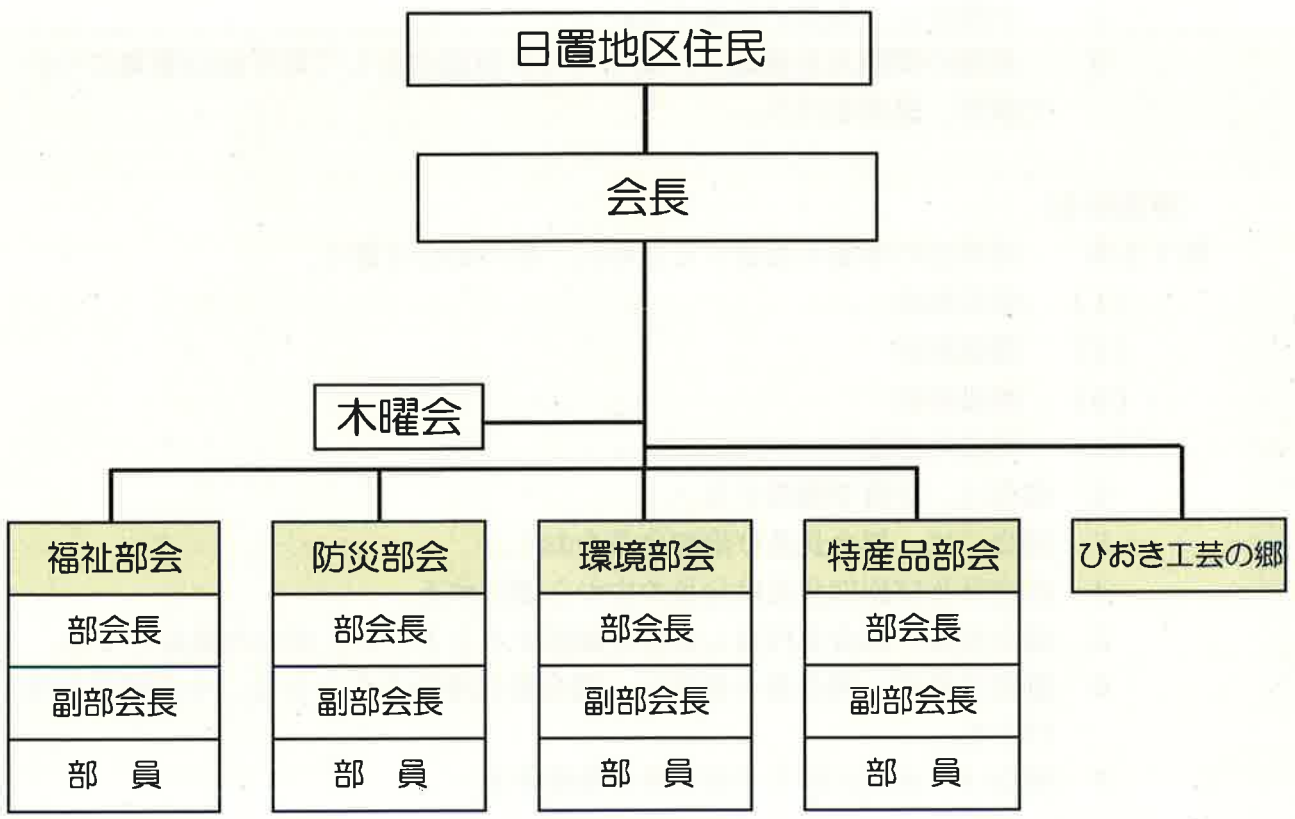 日置地区住民
会長
木曜会
福祉部会
部会長
副部会長
部　員
防災部会
部会長
副部会長
部　員
環境部会
部会長
副部会長
部　員
特産品部会
部会長
副部会長
部　員
ひおき工芸の郷